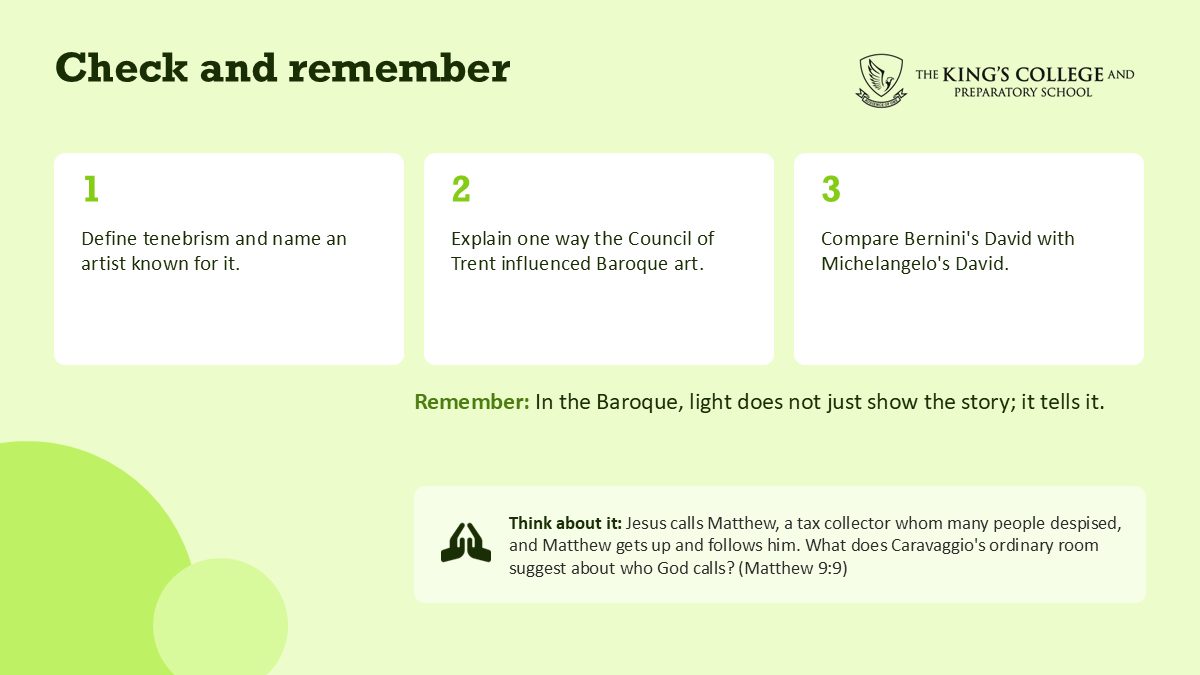 Check and remember
THE KING'S COLLEGE AND
PREPARATORY SCHOOL
1
Define tenebrism and name an
artist known for it.
2
Explain one way the Council of
Trent influenced Baroque art.
3
Compare Bernini's David with
Michelangelo's David.
Remember: In the Baroque, light does not just show the story; it tells it.
Think about it: Jesus calls Matthew, a tax collector whom many people despised,
and Matthew gets up and follows him. What does Caravaggio's ordinary room
suggest about who God calls? (Matthew 9:9)